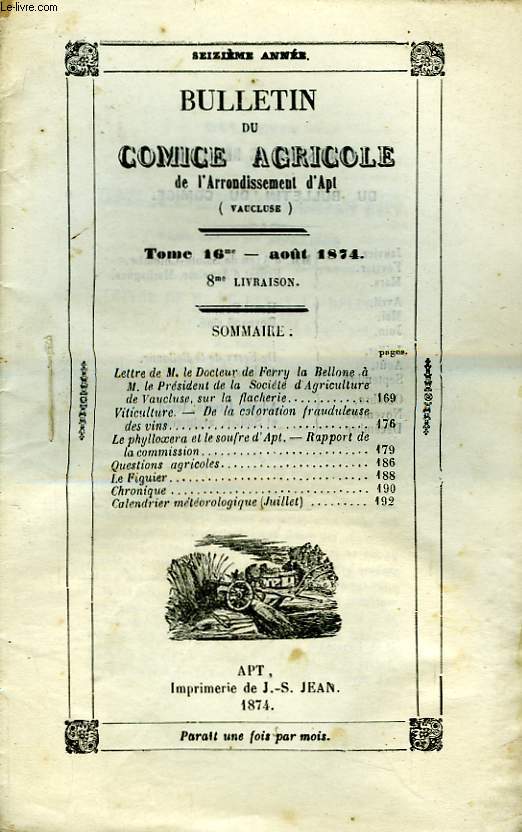 Le-livre.com
SEIZIÈME ANNÉE.
BULLETIN
DU
COMICE AGRICOLE
de l'Arrondissement d'Apt
( VAUCLUSE )
Tome 16me — août 1874.
8me LIVRAISON.
SOMMAIRE :
pages.
Lettre de M. le Docteur de Ferry la Bellone à
M. le Président de la Société d'Agriculture
de Vaucluse, sur la flacherie.............. 169
Viticulture. — De la coloration frauduleuse
des vins................................ 176
Le phylloxera et le soufre d'Apt. — Rapport de
la commission........................... 179
Questions agricoles........................ 186
Le Figuier................................. 188
Chronique ................................. 190
Calendrier météorologique (Juillet) ......... 192
APT,
Imprimerie de J.-S. JEAN.
1874.
Paraît une fois par mois.